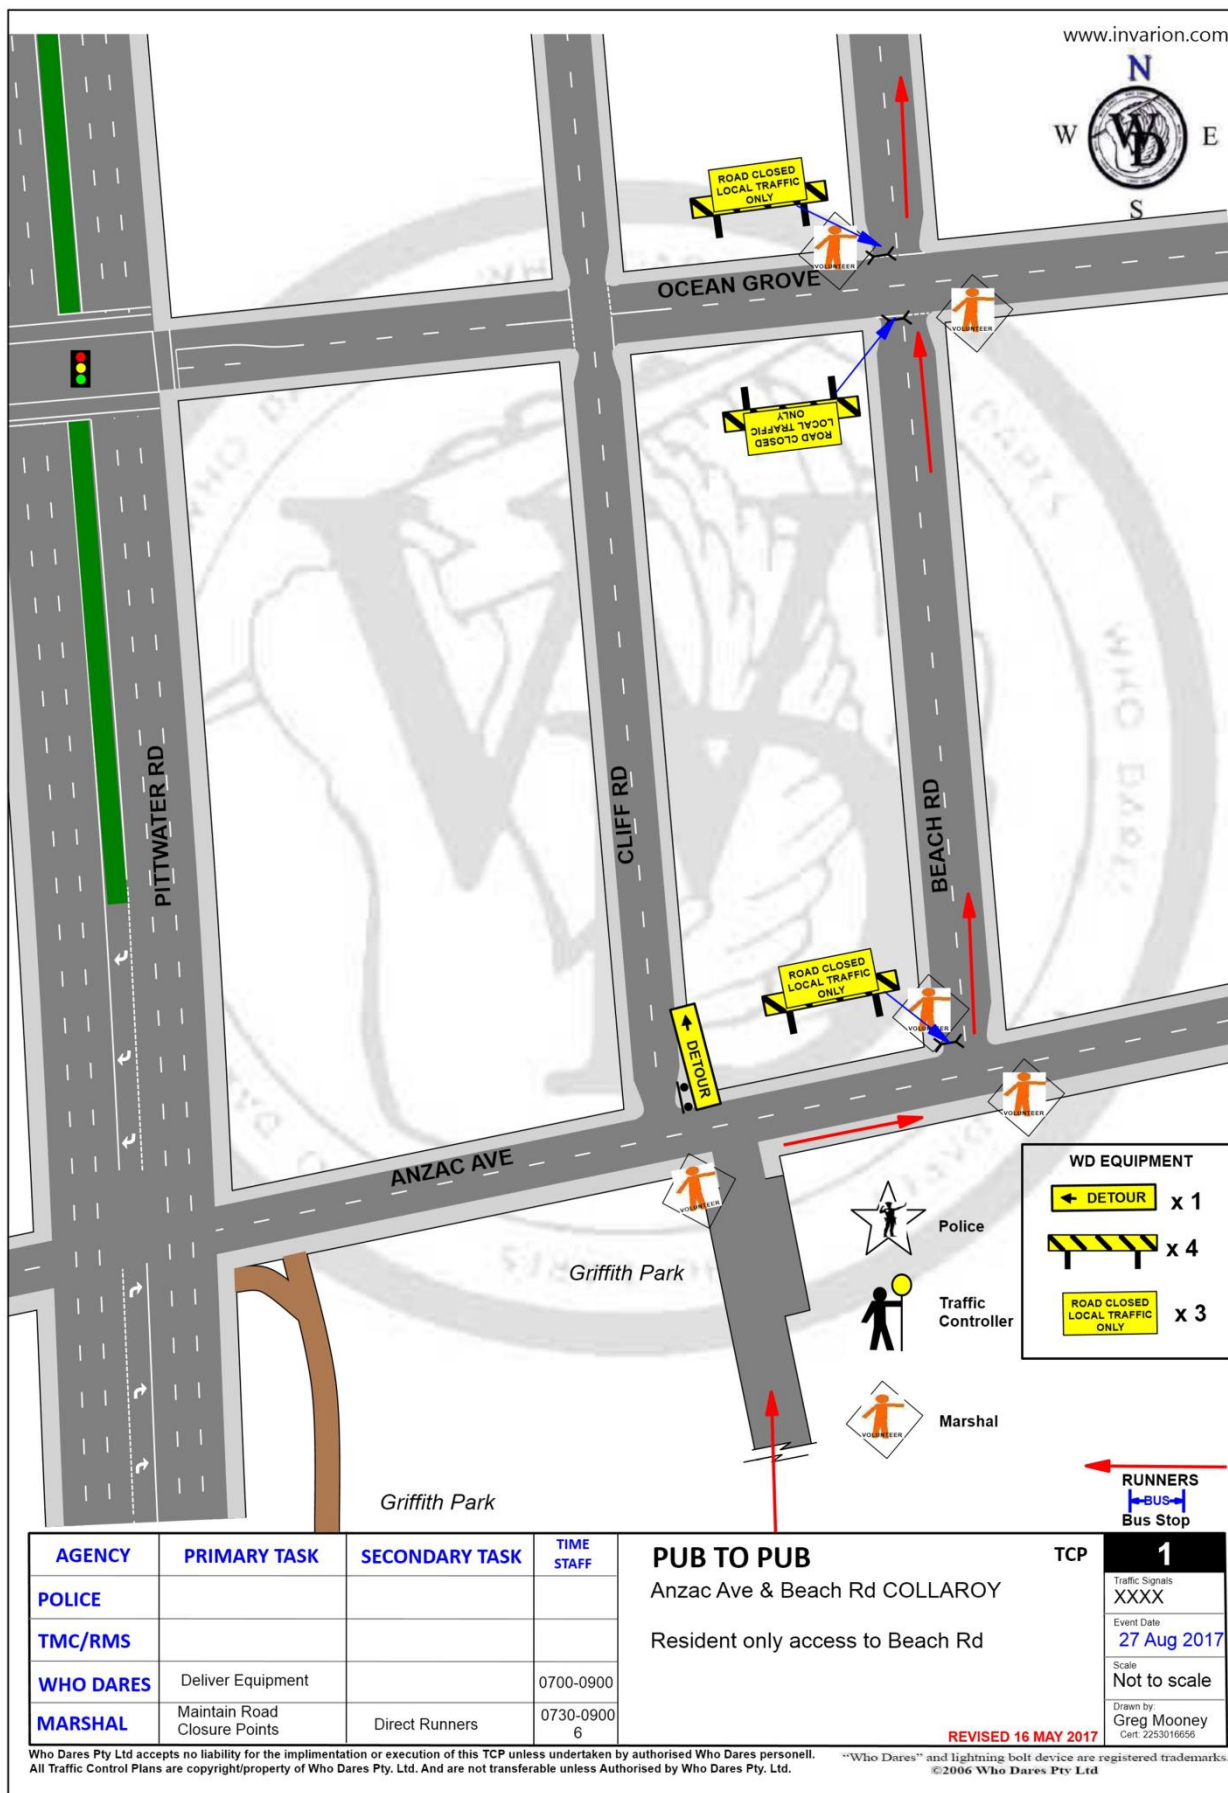 www.invarion.com
N
W
E
S
WD
ROAD CLOSED
LOCAL TRAFFIC
ONLY
VOLUNTEER
OCEAN GROVE
VOLUNTEER
ROAD CLOSED
LOCAL TRAFFIC
ONLY
PITTWATER RD
CLIFF RD
BEACH RD
ROAD CLOSED
LOCAL TRAFFIC
ONLY
VOLUNTEER
DETOUR
VOLUNTEER
ANZAC AVE
VOLUNTEER
WD EQUIPMENT
DETOUR x 1
x 4
ROAD CLOSED
LOCAL TRAFFIC
ONLY
x 3
Police
Traffic
Controller
VOLUNTEER
Marshal
Griffith Park
Griffith Park
RUNNERS
BUS
Bus Stop
AGENCY PRIMARY TASK SECONDARY TASK TIME STAFF
POLICE
TMC/RMS
WHO DARES Deliver Equipment 0700-0900
MARSHAL Maintain Road Closure Points Direct Runners 0730-0900 6
PUB TO PUB TCP 1
Anzac Ave & Beach Rd COLLAROY
Resident only access to Beach Rd
REVISED 16 MAY 2017
Traffic Signals
XXXX
Event Date
27 Aug 2017
Scale
Not to scale
Drawn by:
Greg Mooney
Cert: 2253016656
Who Dares Pty Ltd accepts no liability for the implimentation or execution of this TCP unless undertaken by authorised Who Dares personell.
All Traffic Control Plans are copyright/property of Who Dares Pty. Ltd. And are not transferable unless Authorised by Who Dares Pty. Ltd.
“Who Dares” and lightning bolt device are registered trademarks.
©2006 Who Dares Pty Ltd